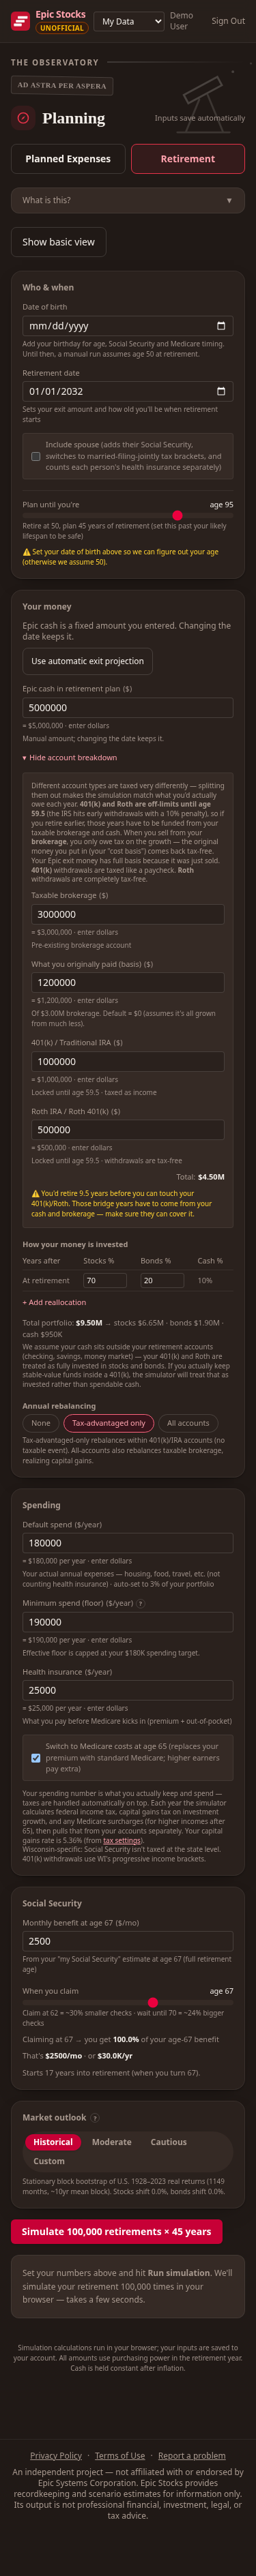 Epic Stocks
UNOFFICIAL
My Data
Demo User
Sign Out
THE OBSERVATORY
AD ASTRA PER ASPERA
Planning
Inputs save automatically
Planned Expenses
Retirement
What is this?
Show basic view
Who & when
Date of birth
mm/dd/yyyy
Add your birthday for age, Social Security and Medicare timing.
Until then, a manual run assumes age 50 at retirement.
Retirement date
01/01/2032
Sets your exit amount and how old you'll be when retirement
starts
Include spouse (adds their Social Security,
switches to married-filing-jointly tax brackets, and
counts each person's health insurance separately)
Plan until you're
age 95
Retire at 50, plan 45 years of retirement (set this past your likely
lifespan to be safe)
⚠ Set your date of birth above so we can figure out your age
(otherwise we assume 50).
Your money
Epic cash is a fixed amount you entered. Changing the
date keeps it.
Use automatic exit projection
Epic cash in retirement plan ($)
5000000
= $5,000,000 · enter dollars
Manual amount; changing the date keeps it.
▾ Hide account breakdown
Different account types are taxed very differently — splitting
them out makes the simulation match what you'd actually
owe each year. 401(k) and Roth are off-limits until age
59.5 (the IRS hits early withdrawals with a 10% penalty), so if
you retire earlier, those years have to be funded from your
taxable brokerage and cash. When you sell from your
brokerage, you only owe tax on the growth — the original
money you put in (your "cost basis") comes back tax-free.
Your Epic exit money has full basis because it was just sold.
401(k) withdrawals are taxed like a paycheck. Roth
withdrawals are completely tax-free.
Taxable brokerage ($)
3000000
= $3,000,000 · enter dollars
Pre-existing brokerage account
What you originally paid (basis) ($)
1200000
= $1,200,000 · enter dollars
Of $3.00M brokerage. Default = $0 (assumes it's all grown
from much less).
401(k) / Traditional IRA ($)
1000000
= $1,000,000 · enter dollars
Locked until age 59.5 · taxed as income
Roth IRA / Roth 401(k) ($)
500000
= $500,000 · enter dollars
Locked until age 59.5 · withdrawals are tax-free
Total: $4.50M
⚠ You'd retire 9.5 years before you can touch your
401(k)/Roth. Those bridge years have to come from your
cash and brokerage — make sure they can cover it.
How your money is invested
Years after
Stocks %
Bonds %
Cash %
At retirement
70
20
10%
+ Add reallocation
Total portfolio: $9.50M → stocks $6.65M · bonds $1.90M ·
cash $950K
We assume your cash sits outside your retirement accounts
(checking, savings, money market) — your 401(k) and Roth are
treated as fully invested in stocks and bonds. If you actually keep
stable-value funds inside a 401(k), the simulator will treat that as
invested rather than spendable cash.
Annual rebalancing
None
Tax-advantaged only
All accounts
Tax-advantaged-only rebalances within 401(k)/IRA accounts (no
taxable event). All-accounts also rebalances taxable brokerage,
realizing capital gains.
Spending
Default spend ($/year)
180000
= $180,000 per year · enter dollars
Your actual annual expenses — housing, food, travel, etc. (not
counting health insurance) · auto-set to 3% of your portfolio
Minimum spend (floor) ($/year) ?
190000
= $190,000 per year · enter dollars
Effective floor is capped at your $180K spending target.
Health insurance ($/year)
25000
= $25,000 per year · enter dollars
What you pay before Medicare kicks in (premium + out-of-pocket)
Switch to Medicare costs at age 65 (replaces your
premium with standard Medicare; higher earners
pay extra)
Your spending number is what you actually keep and spend —
taxes are handled automatically on top. Each year the simulator
calculates federal income tax, capital gains tax on investment
growth, and any Medicare surcharges (for higher incomes after
65), then pulls that from your accounts separately. Your capital
gains rate is 5.36% (from tax settings).
Wisconsin-specific: Social Security isn't taxed at the state level.
401(k) withdrawals use WI's progressive income brackets.
Social Security
Monthly benefit at age 67 ($/mo)
2500
From your "my Social Security" estimate at age 67 (full retirement
age)
When you claim
age 67
Claim at 62 = ~30% smaller checks · wait until 70 = ~24% bigger
checks
Claiming at 67 → you get 100.0% of your age-67 benefit
That's $2500/mo · or $30.0K/yr
Starts 17 years into retirement (when you turn 67).
Market outlook ?
Historical
Moderate
Cautious
Custom
Stationary block bootstrap of U.S. 1928–2023 real returns (1149
months, ~10yr mean block). Stocks shift 0.0%, bonds shift 0.0%.
Simulate 100,000 retirements × 45 years
Set your numbers above and hit Run simulation. We'll
simulate your retirement 100,000 times in your
browser — takes a few seconds.
Simulation calculations run in your browser; your inputs are saved to
your account. All amounts use purchasing power in the retirement year.
Cash is held constant after inflation.
Privacy Policy · Terms of Use · Report a problem
An independent project — not affiliated with or endorsed by
Epic Systems Corporation. Epic Stocks provides
recordkeeping and scenario estimates for information only.
Its output is not professional financial, investment, legal, or
tax advice.